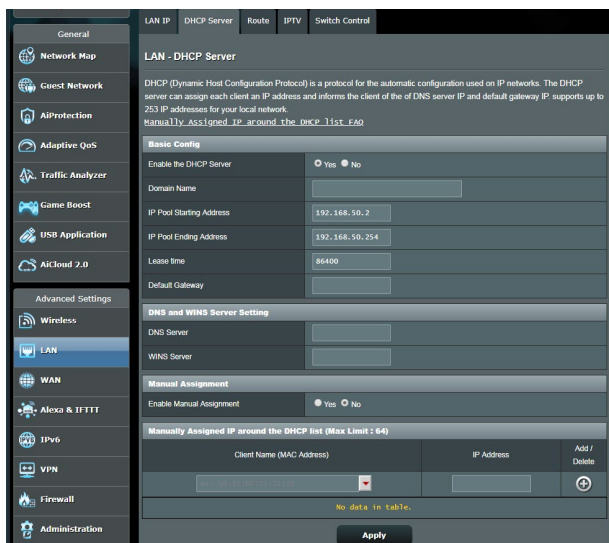 LAN IP DHCP Server Route IPTV Switch Control
General
Network Map
Guest Network
AiProtection
Adaptive QoS
Traffic Analyzer
Game Boost
USB Application
AiCloud 2.0
Advanced Settings
Wireless
LAN
WAN
Alexa & IFTTT
IPv6
VPN
Firewall
Administration
LAN - DHCP Server
DHCP (Dynamic Host Configuration Protocol) is a protocol for the automatic configuration used on IP networks. The DHCP
server can assign each client an IP address and informs the client of the of DNS server IP and default gateway IP. supports up to
253 IP addresses for your local network.
Manually Assigned IP around the DHCP list FAQ
Basic Config
Enable the DHCP Server Yes No
Domain Name
IP Pool Starting Address 192.168.50.2
IP Pool Ending Address 192.168.50.254
Lease time 86400
Default Gateway
DNS and WINS Server Setting
DNS Server
WINS Server
Manual Assignment
Enable Manual Assignment Yes No
Manually Assigned IP around the DHCP list (Max Limit : 64)
Client Name (MAC Address) IP Address Add /
Delete
No data in table.
Apply